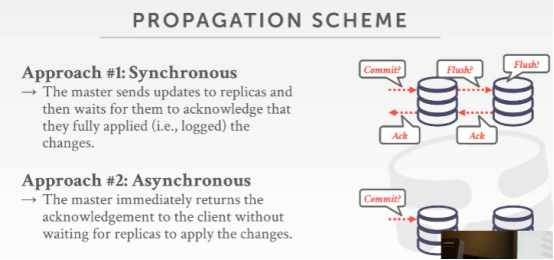 PROPAGATION SCHEME
Approach #1: Synchronous
→ The master sends updates to replicas and
then waits for them to acknowledge that
they fully applied (i.e., logged) the
changes.
Commit?
Flush?
Flush!
Ack
Ack
Approach #2: Asynchronous
→ The master immediately returns the
acknowledgement to the client without
waiting for replicas to apply the changes.
Commit?